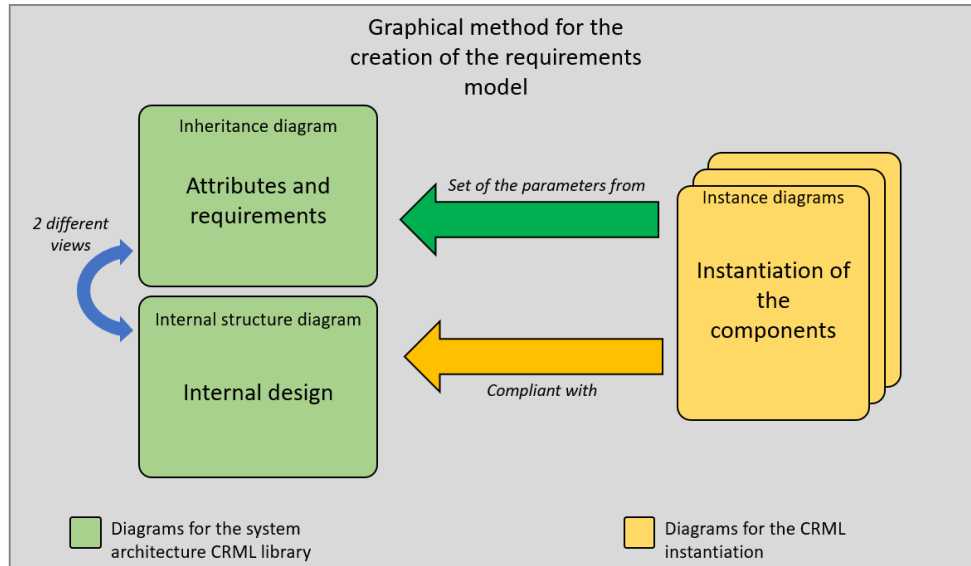 Graphical method for the
creation of the requirements
model
Inheritance diagram
Attributes and
requirements
2 different
views
Internal structure diagram
Internal design
Set of the parameters from
Compliant with
Instance diagrams
Instantiation of
the
components
Diagrams for the system
architecture CRML library
Diagrams for the CRML
instantiation